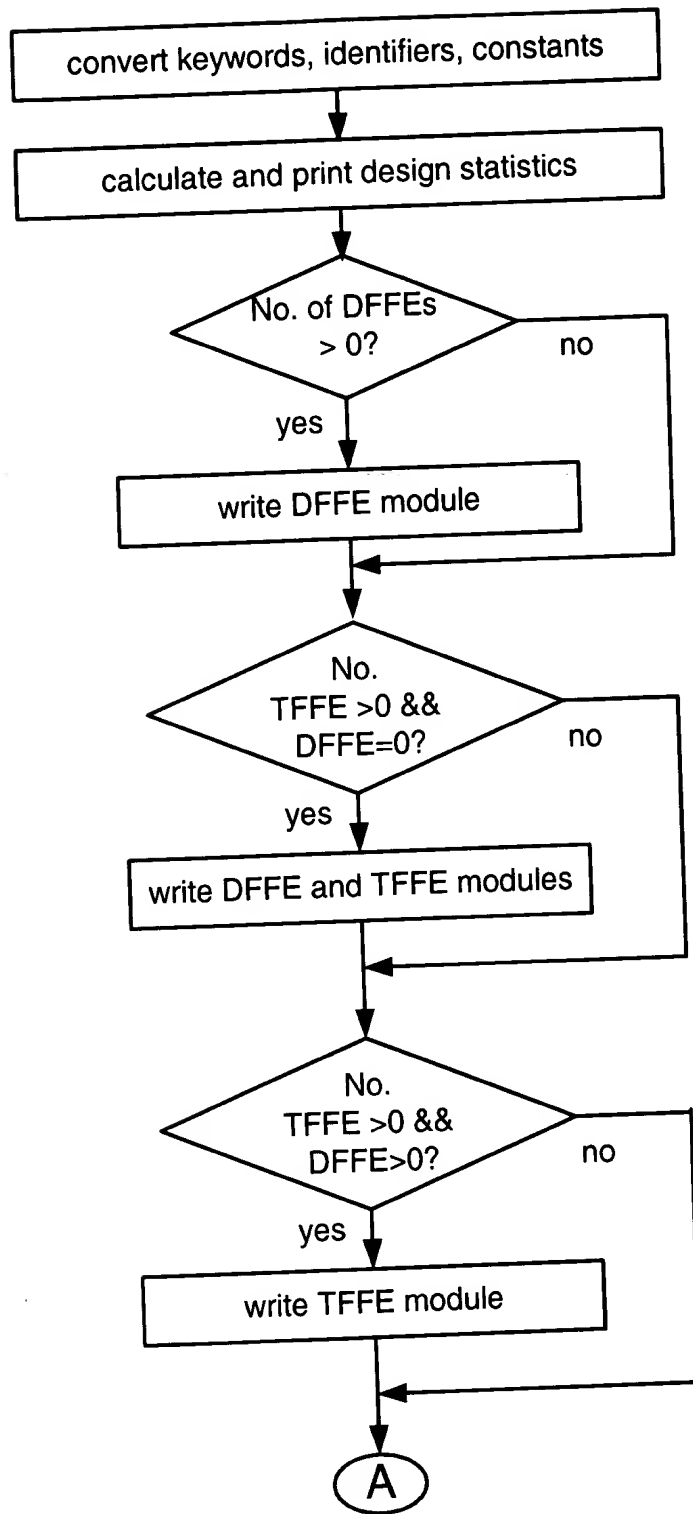 convert keywords, identifiers, constants
calculate and print design statistics
No. of DFFEs
> 0?
no
yes
write DFFE module
No.
TFFE >0 &&
DFFE=0?
no
yes
write DFFE and TFFE modules
No.
TFFE >0 &&
DFFE>0?
no
yes
write TFFE module
A